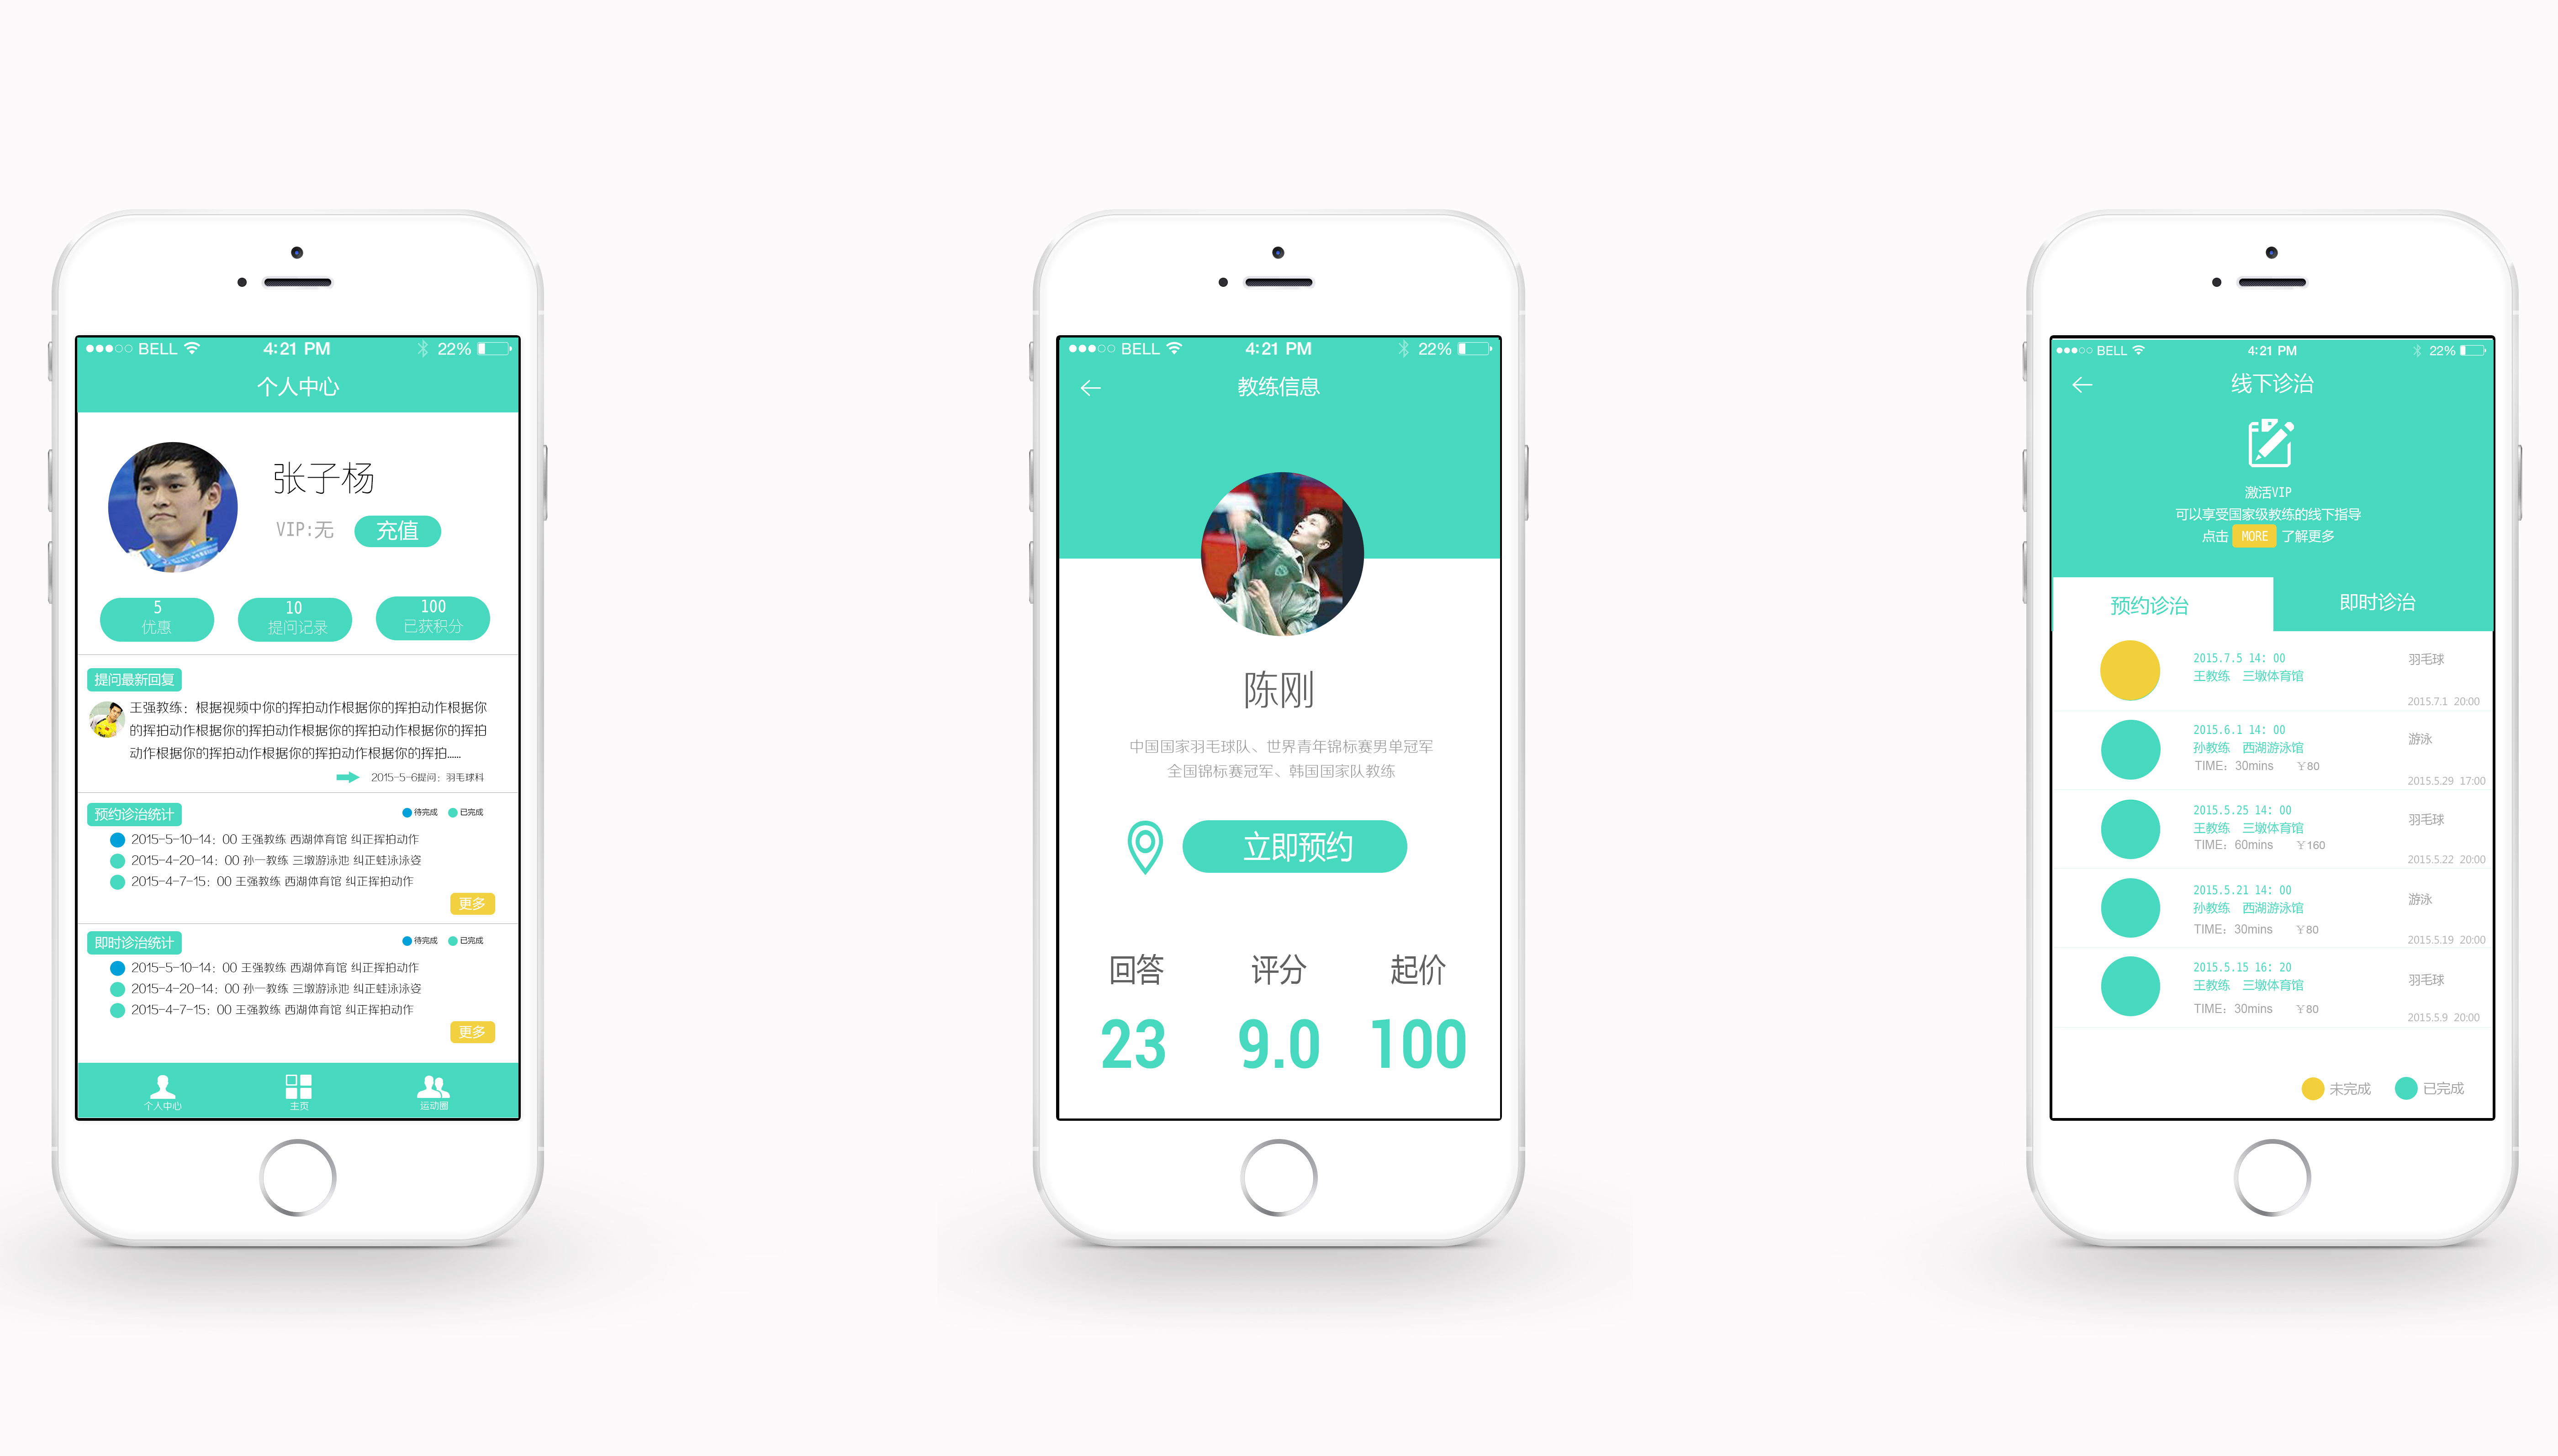 BELL 4:21 PM 22%
个人中心
张子杨
VIP:无 充值
5 10 100
优惠 提问记录 已获积分
提问最新回复
王强教练：根据视频中你的挥拍动作根据你的挥拍动作根据你
的挥拍动作根据你的挥拍动作根据你的挥拍动作根据你的挥拍
动作根据你的挥拍动作根据你的挥拍动作根据你的挥拍......
2015-5-6提问：羽毛球科
预约诊治统计 待完成 已完成
2015-5-10-14：00 王强教练 西湖体育馆 纠正挥拍动作
2015-4-20-14：00 孙一教练 三墩游泳池 纠正蛙泳泳姿
2015-4-7-15：00 王强教练 西湖体育馆 纠正挥拍动作
更多
即时诊治统计 待完成 已完成
2015-5-10-14：00 王强教练 西湖体育馆 纠正挥拍动作
2015-4-20-14：00 孙一教练 三墩游泳池 纠正蛙泳泳姿
2015-4-7-15：00 王强教练 西湖体育馆 纠正挥拍动作
更多
个人中心 主页 运动圈
BELL 4:21 PM 22%
教练信息
陈刚
中国国家羽毛球队、世界青年锦标赛男单冠军
全国锦标赛冠军、韩国国家队教练
立即预约
回答 评分 起价
23 9.0 100
BELL 4:21 PM 22%
线下诊治
激活VIP
可以享受国家级教练的线下指导
点击 MORE 了解更多
预约诊治 即时诊治
2015.7.5 14：00 羽毛球
王教练 三墩体育馆
2015.7.1 20:00
2015.6.1 14：00 游泳
孙教练 西湖游泳馆
TIME：30mins ￥80
2015.5.29 17:00
2015.5.25 14：00 羽毛球
王教练 三墩体育馆
TIME：60mins ￥160
2015.5.22 20:00
2015.5.21 14：00 游泳
孙教练 西湖游泳馆
TIME：30mins ￥80
2015.5.19 20:00
2015.5.15 16：20 羽毛球
王教练 三墩体育馆
TIME：30mins ￥80
2015.5.9 20:00
未完成 已完成